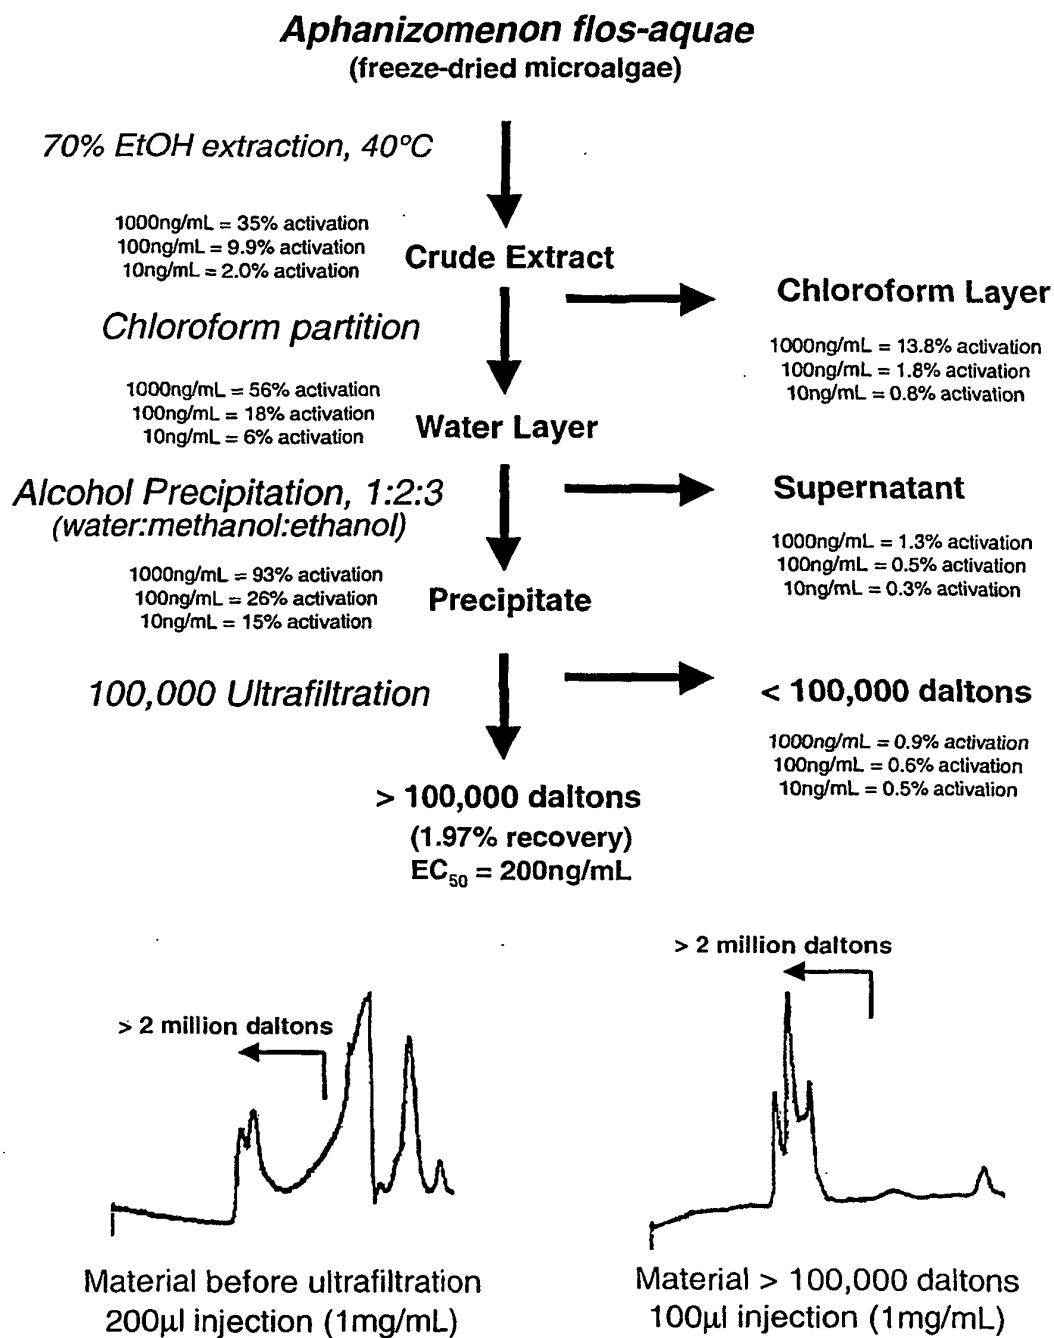 Aphanizomenon flos-aquae
(freeze-dried microalgae)
70% EtOH extraction, 40°C
1000ng/mL = 35% activation
100ng/mL = 9.9% activation
10ng/mL = 2.0% activation
Crude Extract
Chloroform partition
Chloroform Layer
1000ng/mL = 13.8% activation
100ng/mL = 1.8% activation
10ng/mL = 0.8% activation
1000ng/mL = 56% activation
100ng/mL = 18% activation
10ng/mL = 6% activation
Water Layer
Alcohol Precipitation, 1:2:3
(water:methanol:ethanol)
Supernatant
1000ng/mL = 1.3% activation
100ng/mL = 0.5% activation
10ng/mL = 0.3% activation
1000ng/mL = 93% activation
100ng/mL = 26% activation
10ng/mL = 15% activation
Precipitate
100,000 Ultrafiltration
< 100,000 daltons
1000ng/mL = 0.9% activation
100ng/mL = 0.6% activation
10ng/mL = 0.5% activation
> 100,000 daltons
(1.97% recovery)
EC50 = 200ng/mL
> 2 million daltons
> 2 million daltons
Material before ultrafiltration
200µl injection (1mg/mL)
Material > 100,000 daltons
100µl injection (1mg/mL)